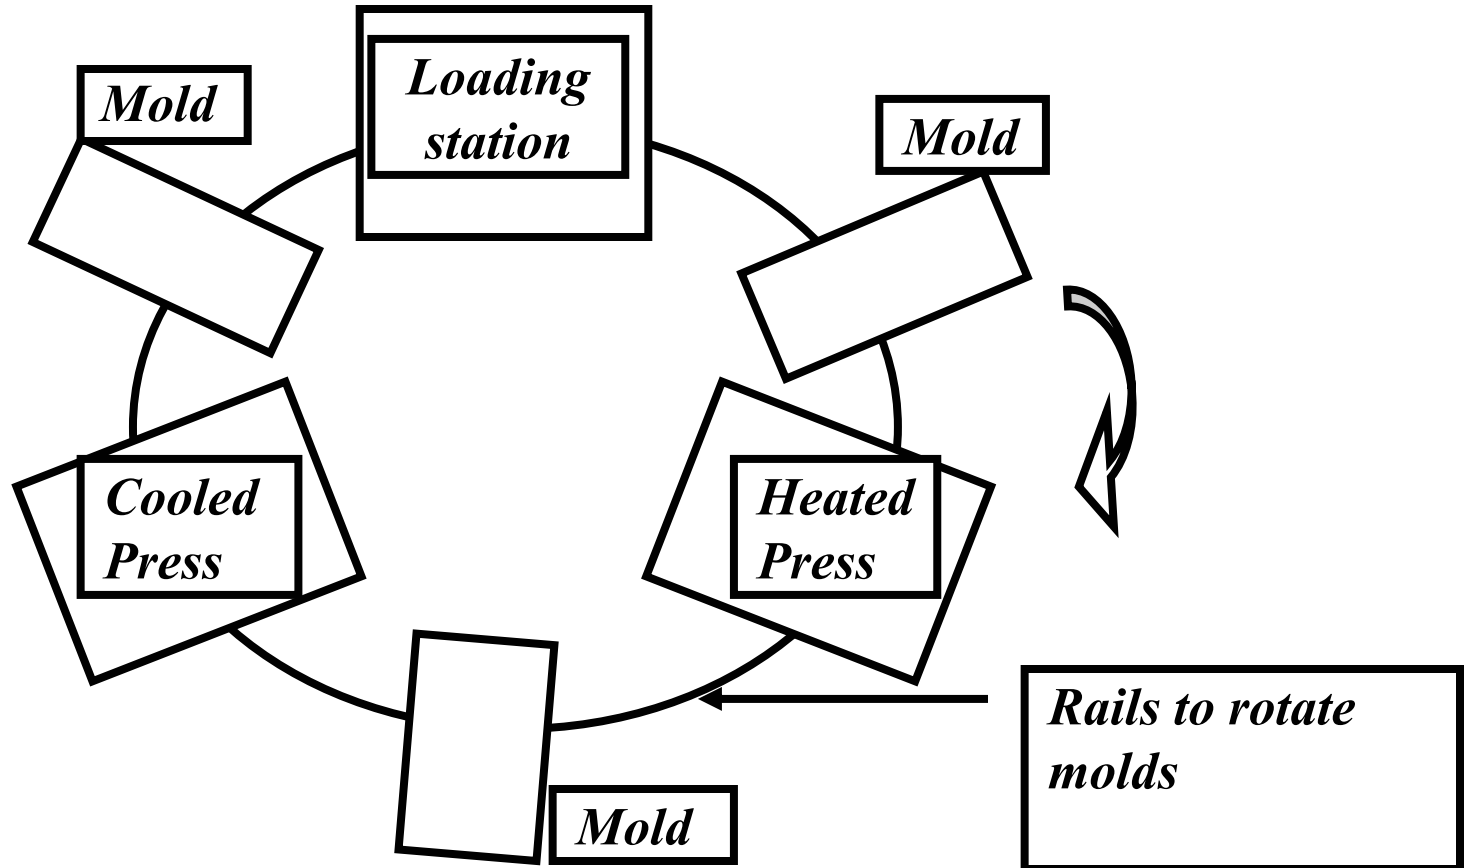 Loading
station
Mold
Mold
Cooled
Press
Heated
Press
Rails to rotate
molds
Mold